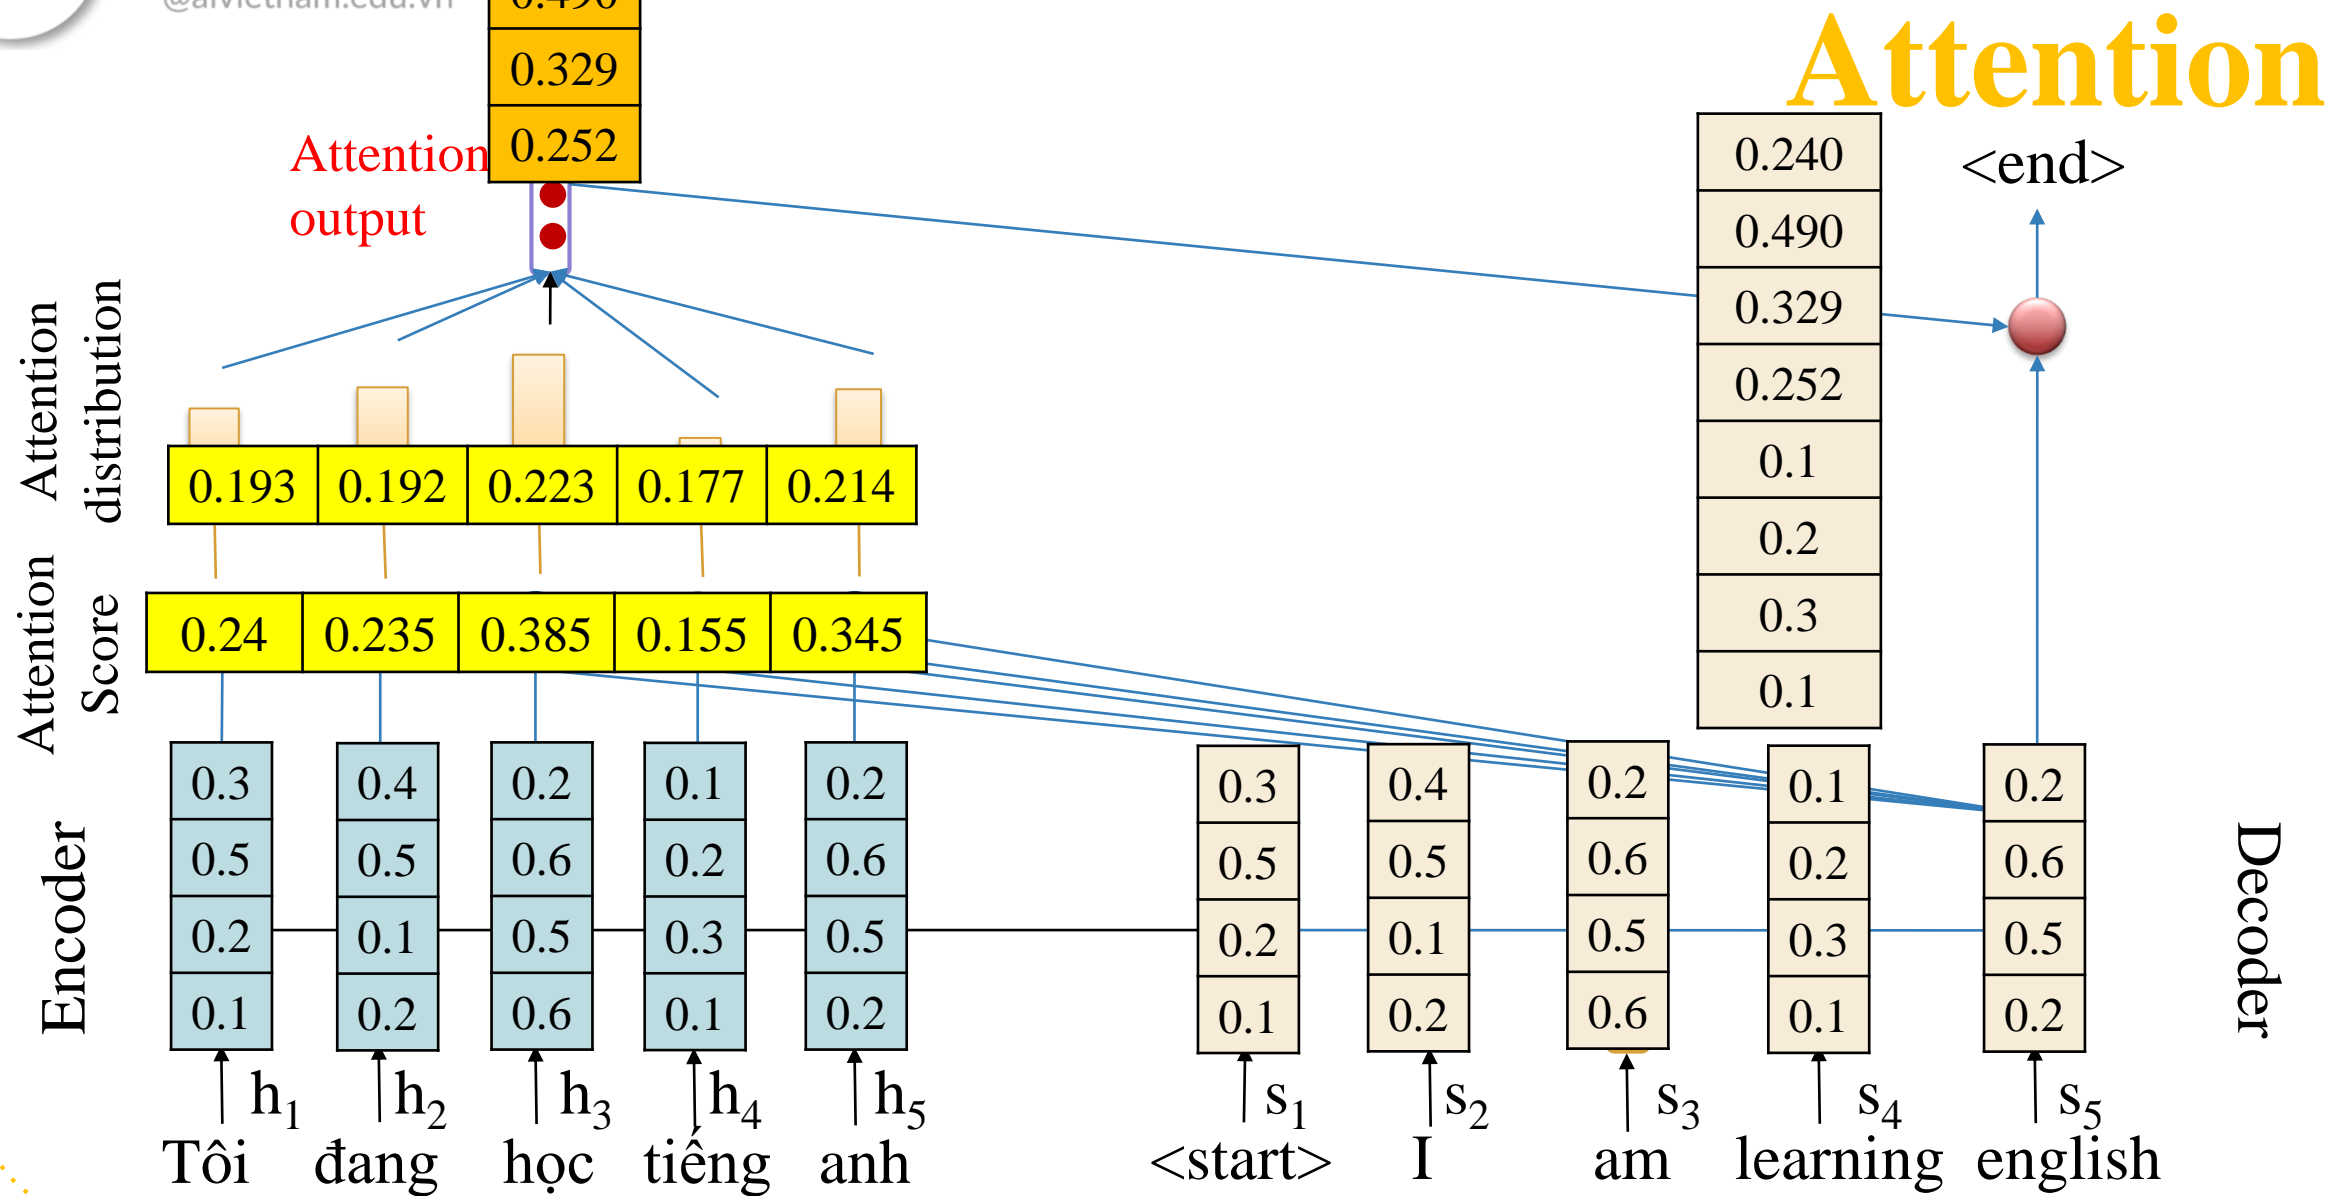 @aivietnam.edu.vn
Attention
0.490
0.329
0.252
Attention
output
0.240
0.490
0.329
0.252
0.1
0.2
0.3
0.1
<end>
Attention
distribution
0.193 0.192 0.223 0.177 0.214
Attention
Score
0.24 0.235 0.385 0.155 0.345
Encoder
0.3 0.4 0.2 0.1 0.2
0.5 0.5 0.6 0.2 0.6
0.2 0.1 0.5 0.3 0.5
0.1 0.2 0.6 0.1 0.2
0.3 0.4 0.2 0.1 0.2
0.5 0.5 0.6 0.2 0.6
0.2 0.1 0.5 0.3 0.5
0.1 0.2 0.6 0.1 0.2
Decoder
h1 h2 h3 h4 h5
s1 s2 s3 s4 s5
Tôi đang học tiếng anh
<start> I am learning english